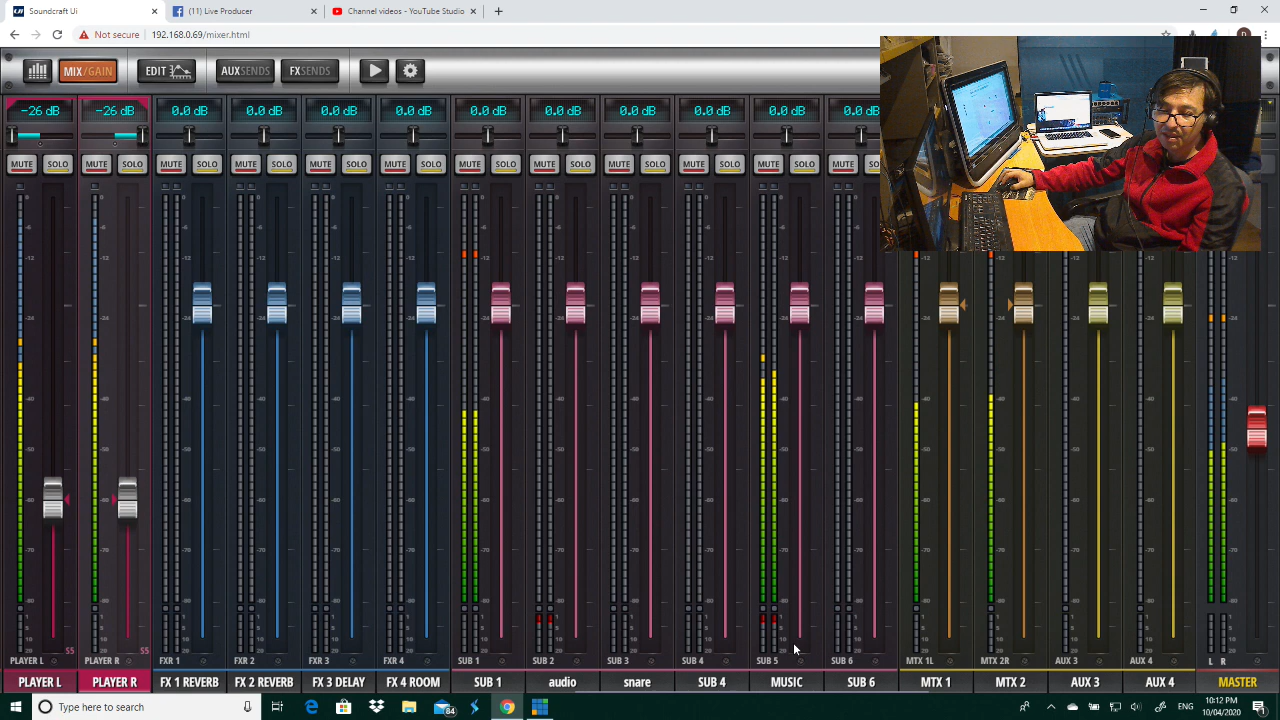 Soundcraft Ui
(11) Live Producer
Channel videos - YouTube Studio
Not secure
192.168.0.69/mixer.html
MIX/GAIN
EDIT
AUXSENDS
FXSENDS
-26 dB -26 dB 0.0 dB 0.0 dB 0.0 dB 0.0 dB 0.0 dB 0.0 dB 0.0 dB 0.0 dB 0.0 dB 0.0
MUTE SOLO MUTE SOLO MUTE SOLO MUTE SOLO MUTE SOLO MUTE SOLO MUTE SOLO MUTE SOLO MUTE SOLO MUTE SOLO MUTE SOLO MUTE SO
PLAYER L S5 PLAYER R S5 FXR 1 FXR 2 FXR 3 FXR 4 SUB 1 SUB 2 SUB 3 SUB 4 SUB 5 SUB 6 MTX 1L MTX 2R AUX 3 AUX 4 L R
PLAYER L PLAYER R FX 1 REVERB FX 2 REVERB FX 3 DELAY FX 4 ROOM SUB 1 audio snare SUB 4 MUSIC SUB 6 MTX 1 MTX 2 AUX 3 AUX 4 MASTER
Type here to search
84
ENG
10:12 PM
10/04/2020
1